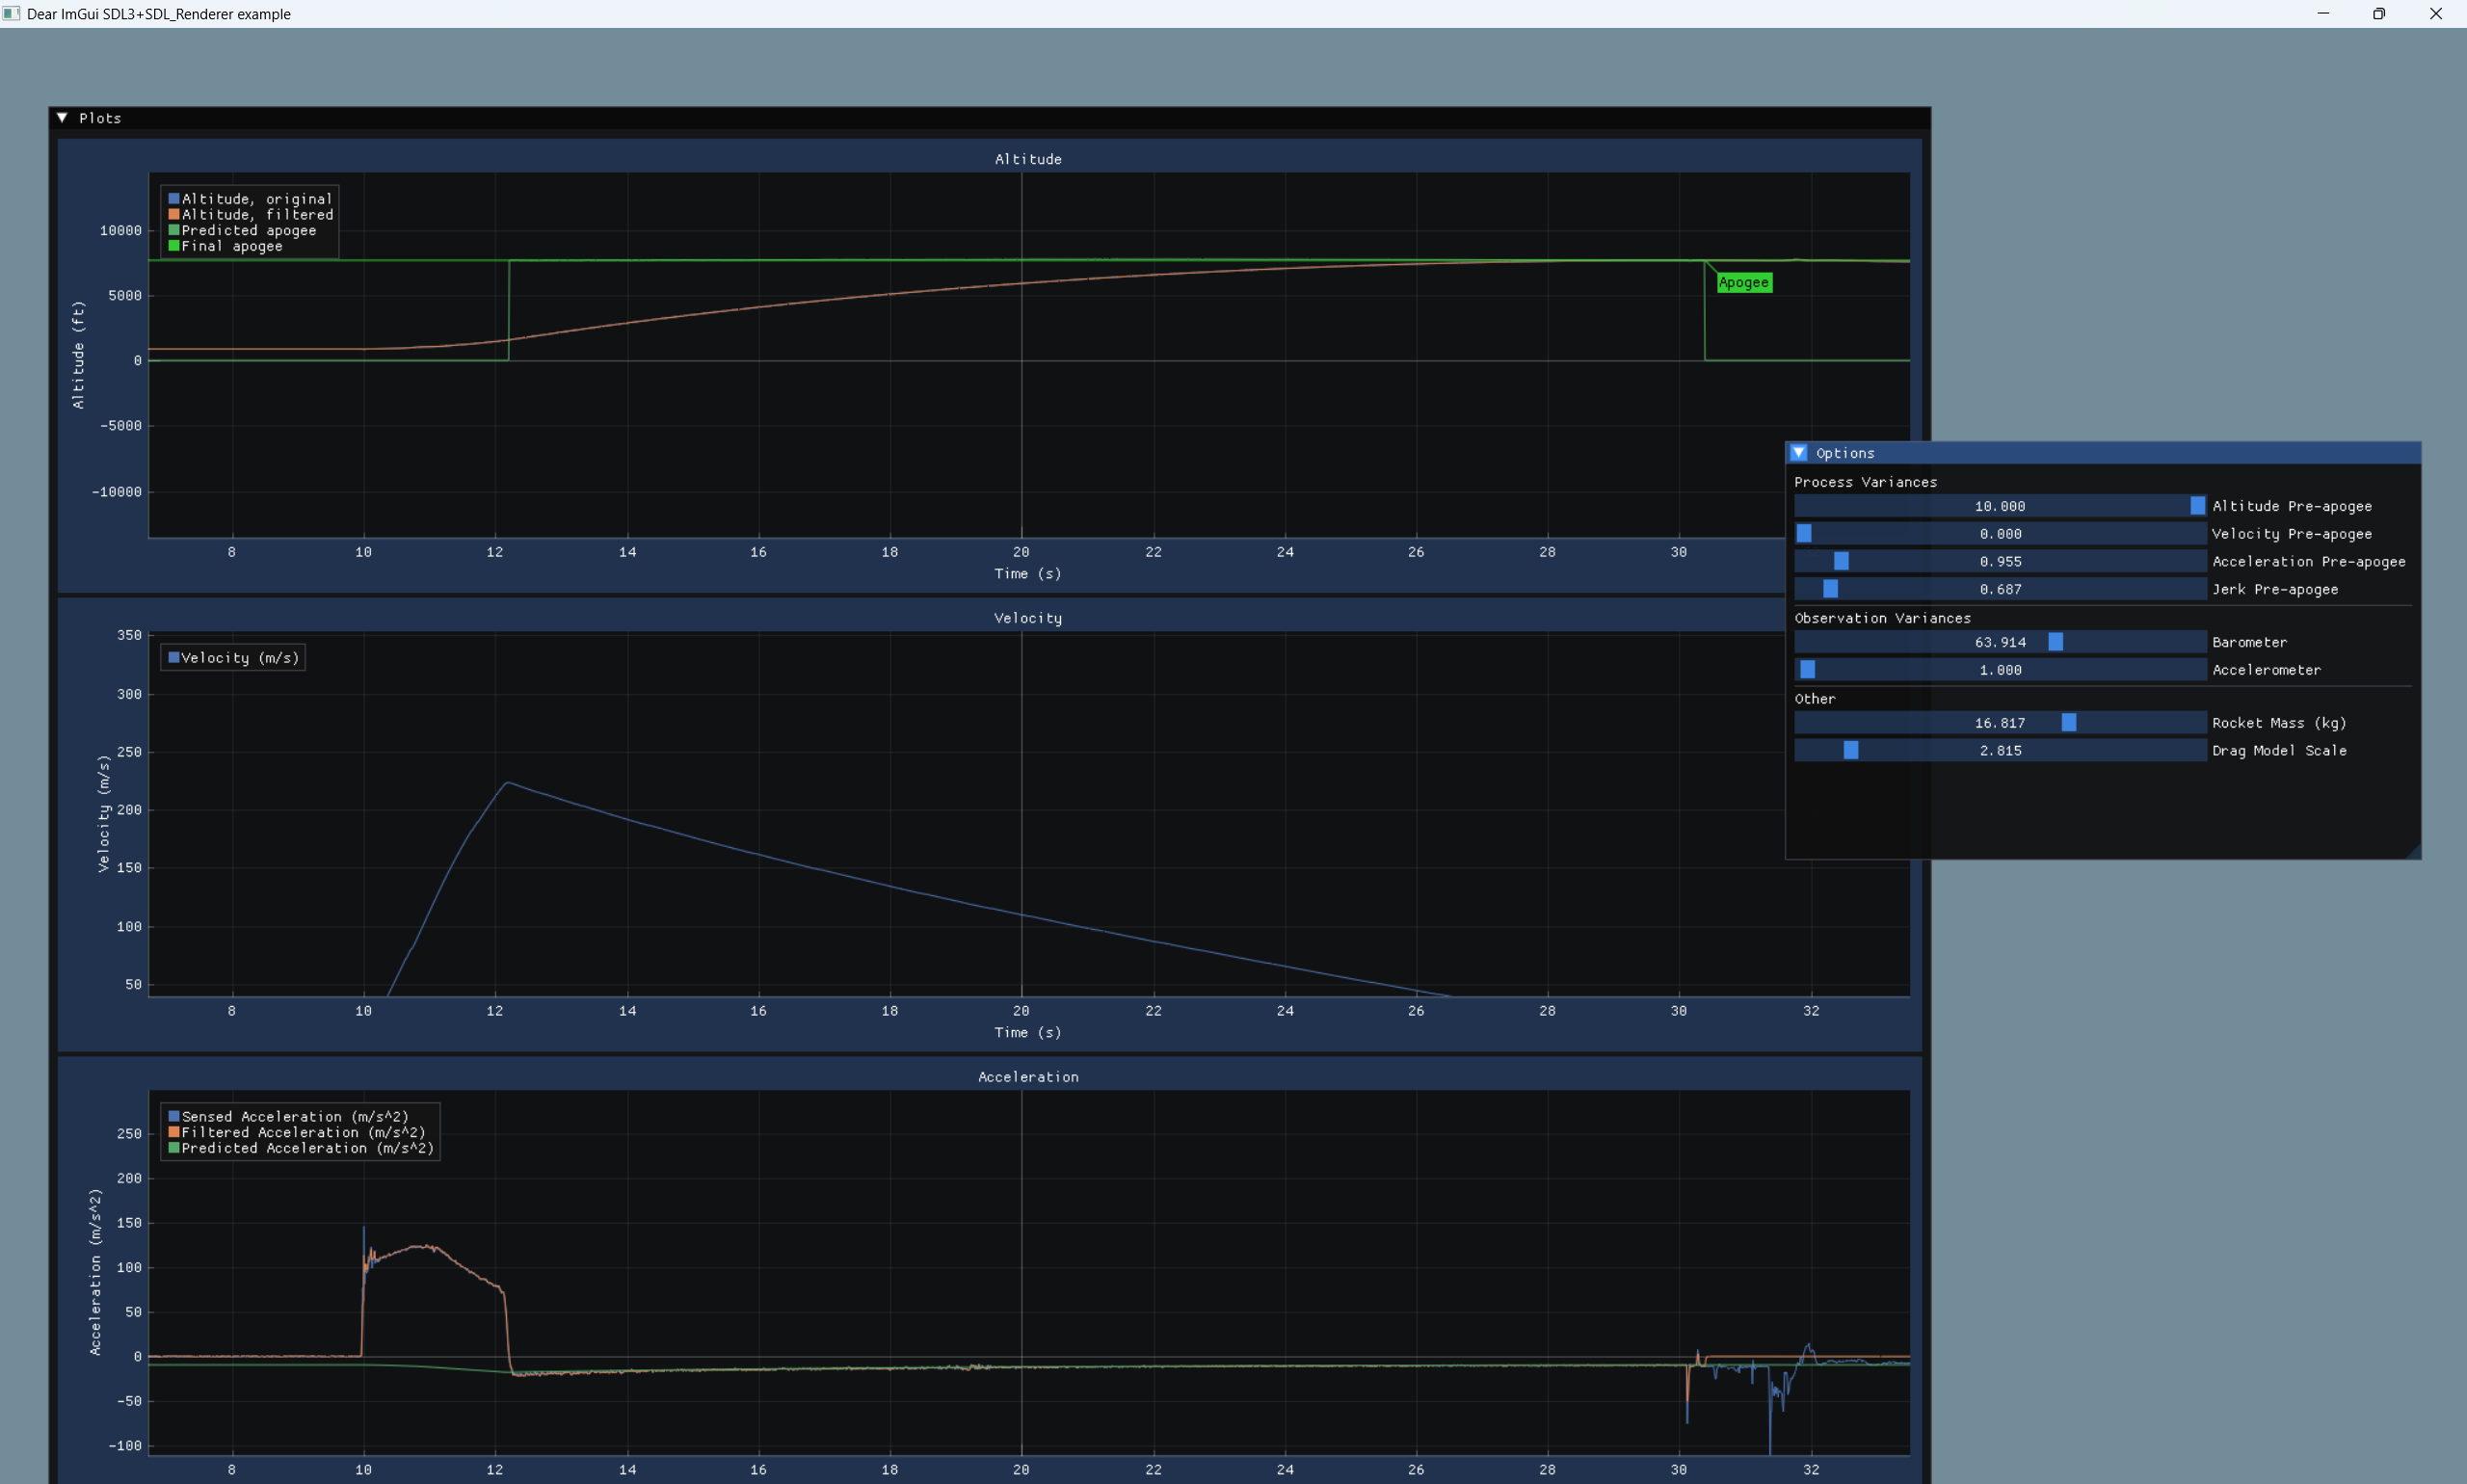 Dear ImGui SDL3+SDL_Renderer example
Plots
Altitude
Altitude, original
Altitude, filtered
Predicted apogee
Final apogee
10000
5000
0
-5000
-10000
Altitude (ft)
Apogee
8 10 12 14 16 18 20 22 24 26 28 30
Time (s)
Options
Process Variances
10.000 Altitude Pre-apogee
0.000 Velocity Pre-apogee
0.955 Acceleration Pre-apogee
0.687 Jerk Pre-apogee
Observation Variances
63.914 Barometer
1.000 Accelerometer
Other
16.817 Rocket Mass (kg)
2.815 Drag Model Scale
Velocity
Velocity (m/s)
350
300
250
200
150
100
50
Velocity (m/s)
8 10 12 14 16 18 20 22 24 26 28 30 32
Time (s)
Acceleration
Sensed Acceleration (m/s^2)
Filtered Acceleration (m/s^2)
Predicted Acceleration (m/s^2)
250
200
150
100
50
0
-50
-100
Acceleration (m/s^2)
8 10 12 14 16 18 20 22 24 26 28 30 32